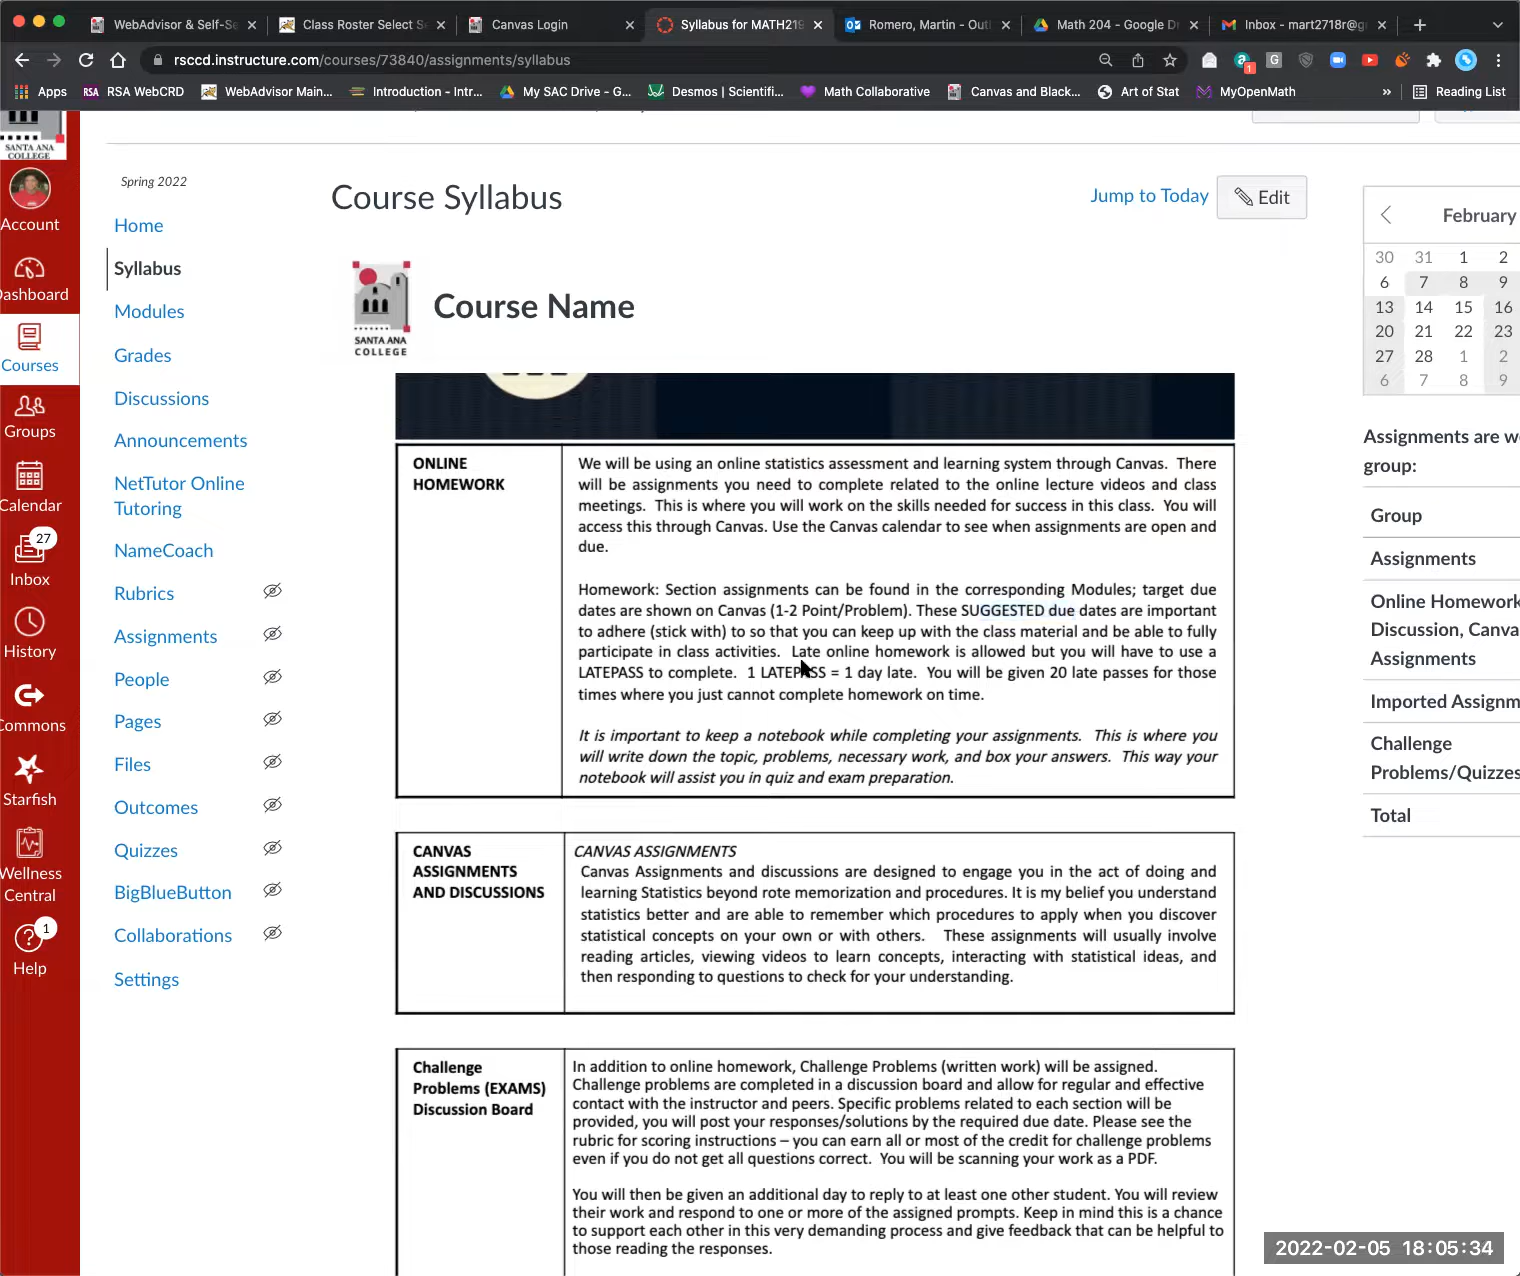 WebAdvisor & Self-Se
Class Roster Select S
Canvas Login
Syllabus for MATH219
Romero, Martin - Out
Math 204 - Google D
Inbox - mart2718r@g
rsccd.instructure.com/courses/73840/assignments/syllabus
1
Apps
RSA
RSA WebCRD
WebAdvisor Main...
Introduction - Intr...
My SAC Drive - G...
Desmos | Scientifi...
Math Collaborative
Canvas and Black...
Art of Stat
MyOpenMath
»
Reading List
SANTA ANA
COLLEGE
Account
Dashboard
Courses
Groups
Calendar
27
Inbox
History
Commons
Starfish
Wellness
Central
1
Help
Spring 2022
Home
Syllabus
Modules
Grades
Discussions
Announcements
NetTutor Online
Tutoring
NameCoach
Rubrics
Assignments
People
Pages
Files
Outcomes
Quizzes
BigBlueButton
Collaborations
Settings
Course Syllabus
Jump to Today
Edit
SANTA ANA
COLLEGE
Course Name
ONLINE
HOMEWORK
We will be using an online statistics assessment and learning system through Canvas. There
will be assignments you need to complete related to the online lecture videos and class
meetings. This is where you will work on the skills needed for success in this class. You will
access this through Canvas. Use the Canvas calendar to see when assignments are open and
due.
Homework: Section assignments can be found in the corresponding Modules; target due
dates are shown on Canvas (1-2 Point/Problem). These SUGGESTED due dates are important
to adhere (stick with) to so that you can keep up with the class material and be able to fully
participate in class activities. Late online homework is allowed but you will have to use a
LATEPASS to complete. 1 LATEPASS = 1 day late. You will be given 20 late passes for those
times where you just cannot complete homework on time.
It is important to keep a notebook while completing your assignments. This is where you
will write down the topic, problems, necessary work, and box your answers. This way your
notebook will assist you in quiz and exam preparation.
CANVAS
ASSIGNMENTS
AND DISCUSSIONS
CANVAS ASSIGNMENTS
Canvas Assignments and discussions are designed to engage you in the act of doing and
learning Statistics beyond rote memorization and procedures. It is my belief you understand
statistics better and are able to remember which procedures to apply when you discover
statistical concepts on your own or with others. These assignments will usually involve
reading articles, viewing videos to learn concepts, interacting with statistical ideas, and
then responding to questions to check for your understanding.
Challenge
Problems (EXAMS)
Discussion Board
In addition to online homework, Challenge Problems (written work) will be assigned.
Challenge problems are completed in a discussion board and allow for regular and effective
contact with the instructor and peers. Specific problems related to each section will be
provided, you will post your responses/solutions by the required due date. Please see the
rubric for scoring instructions – you can earn all or most of the credit for challenge problems
even if you do not get all questions correct. You will be scanning your work as a PDF.
You will then be given an additional day to reply to at least one other student. You will review
their work and respond to one or more of the assigned prompts. Keep in mind this is a chance
to support each other in this very demanding process and give feedback that can be helpful to
those reading the responses.
February
30 31 1 2
6 7 8 9
13 14 15 16
20 21 22 23
27 28 1 2
6 7 8 9
Assignments are we
group:
Group
Assignments
Online Homework
Discussion, Canva
Assignments
Imported Assignm
Challenge
Problems/Quizzes
Total
2022-02-05 18:05:34